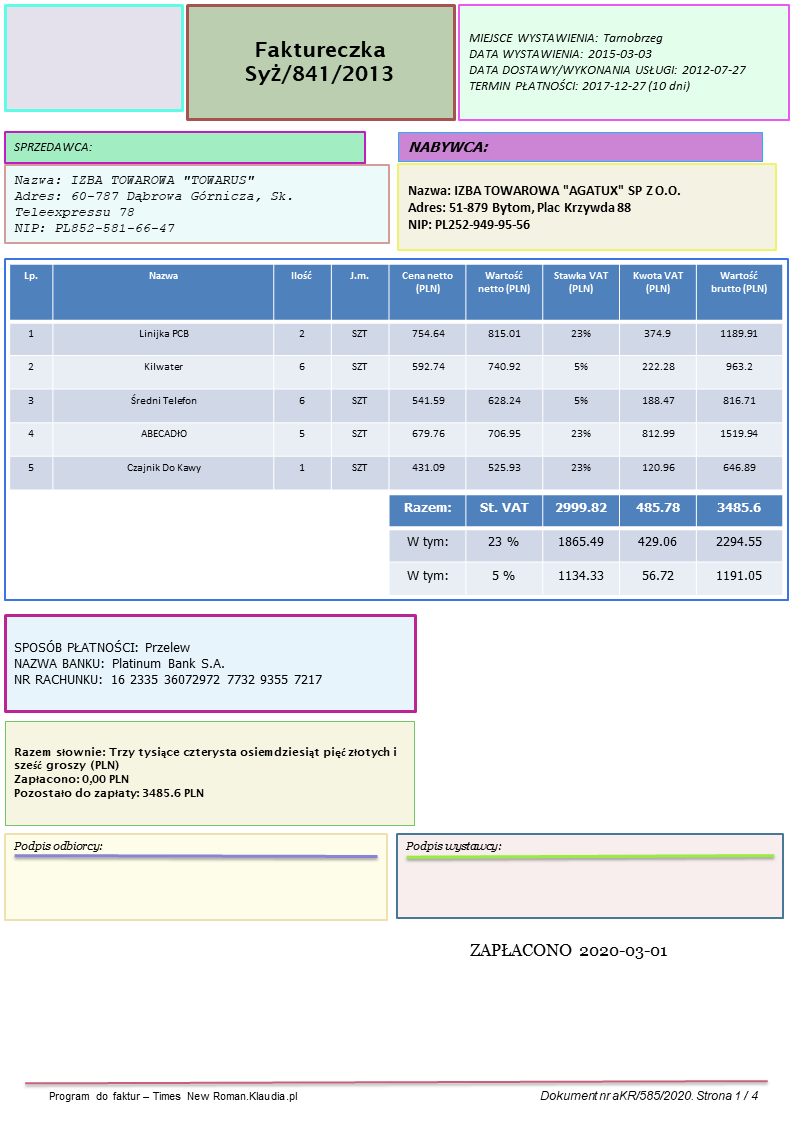 Faktureczka
Syż/841/2013
MIEJSCE WYSTAWIENIA: Tarnobrzeg
DATA WYSTAWIENIA: 2015-03-03
DATA DOSTAWY/WYKONANIA USŁUGI: 2012-07-27
TERMIN PŁATNOŚCI: 2017-12-27 (10 dni)
SPRZEDAWCA:
Nazwa: IZBA TOWAROWA "TOWARUS"
Adres: 60-787 Dąbrowa Górnicza, Sk.
Teleexpressu 78
NIP: PL852-581-66-47
NABYWCA:
Nazwa: IZBA TOWAROWA "AGATUX" SP Z O.O.
Adres: 51-879 Bytom, Plac Krzywda 88
NIP: PL252-949-95-56
Lp. Nazwa Ilość J.m. Cena netto (PLN) Wartość netto (PLN) Stawka VAT (PLN) Kwota VAT (PLN) Wartość brutto (PLN)
1 Linijka PCB 2 SZT 754.64 815.01 23% 374.9 1189.91
2 Kilwater 6 SZT 592.74 740.92 5% 222.28 963.2
3 Średni Telefon 6 SZT 541.59 628.24 5% 188.47 816.71
4 ABECADŁO 5 SZT 679.76 706.95 23% 812.99 1519.94
5 Czajnik Do Kawy 1 SZT 431.09 525.93 23% 120.96 646.89
Razem: St. VAT 2999.82 485.78 3485.6
W tym: 23 % 1865.49 429.06 2294.55
W tym: 5 % 1134.33 56.72 1191.05
SPOSÓB PŁATNOŚCI: Przelew
NAZWA BANKU: Platinum Bank S.A.
NR RACHUNKU: 16 2335 36072972 7732 9355 7217
Razem słownie: Trzy tysiące czterysta osiemdziesiąt pięć złotych i
sześć groszy (PLN)
Zapłacono: 0,00 PLN
Pozostało do zapłaty: 3485.6 PLN
Podpis odbiorcy:
Podpis wystawcy:
ZAPŁACONO 2020-03-01
Program do faktur – Times New Roman.Klaudia.pl
Dokument nr aKR/585/2020. Strona 1 / 4